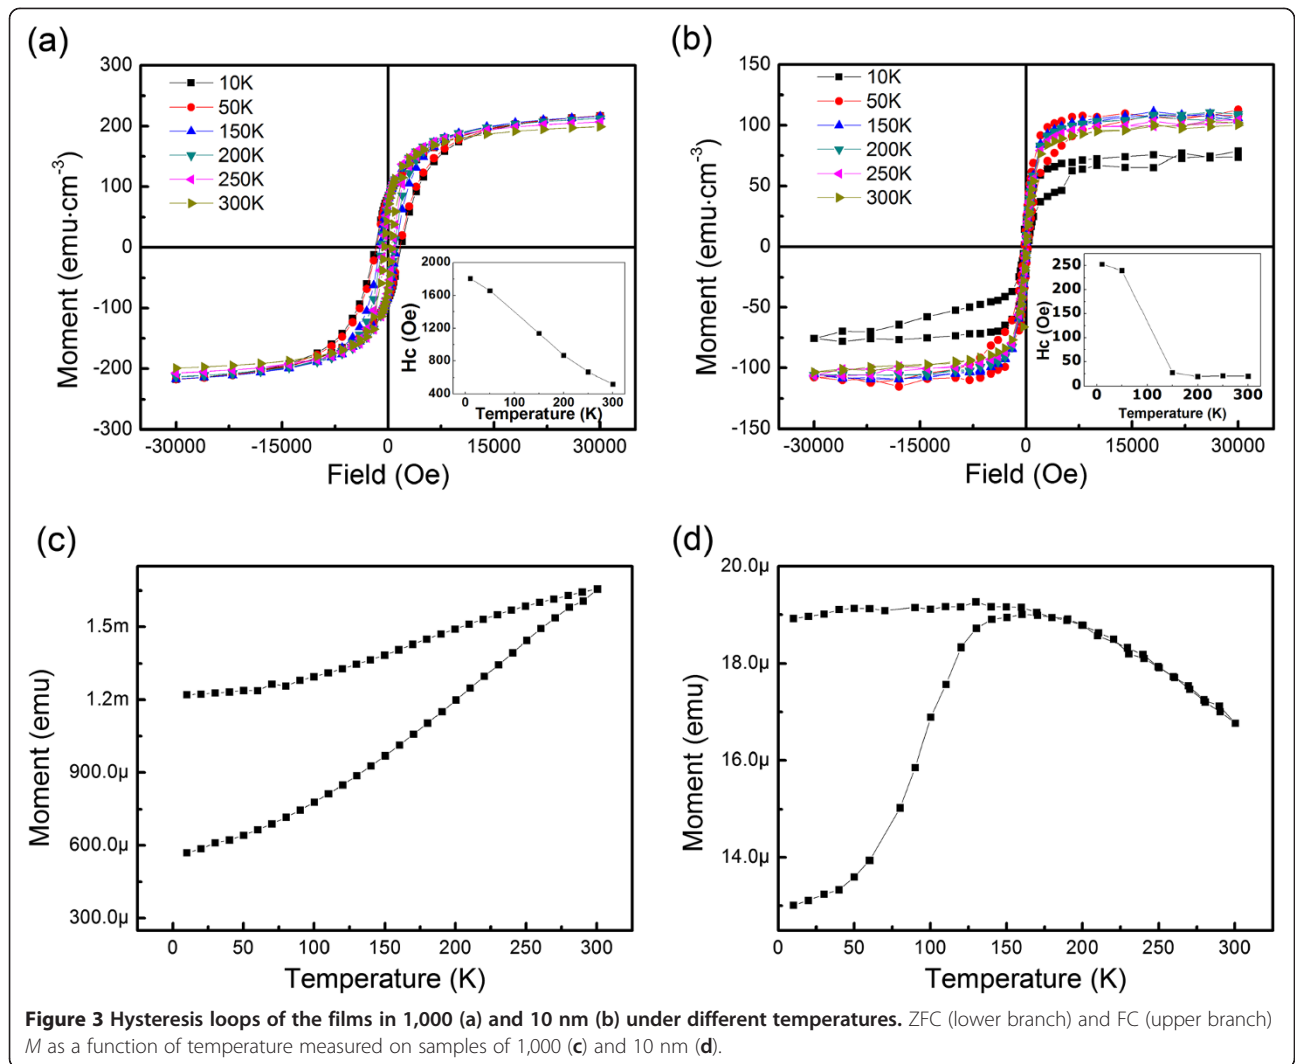 (a)
300
200
100
0
-100
-200
-300
Moment (emu·cm-3)
10K
50K
150K
200K
250K
300K
-30000 -15000 0 15000 30000
Field (Oe)
2000
1600
1200
800
400
Hc (Oe)
0 100 200 300
Temperature (K)
(b)
150
100
50
0
-50
-100
-150
Moment (emu·cm-3)
10K
50K
150K
200K
250K
300K
-30000 -15000 0 15000 30000
Field (Oe)
250
200
150
100
50
0
Hc (Oe)
0 100 200 300
Temperature (K)
(c)
1.5m
1.2m
900.0μ
600.0μ
300.0μ
Moment (emu)
0 50 100 150 200 250 300
Temperature (K)
(d)
20.0μ
18.0μ
16.0μ
14.0μ
Moment (emu)
0 50 100 150 200 250 300
Temperature (K)
Figure 3 Hysteresis loops of the films in 1,000 (a) and 10 nm (b) under different temperatures. ZFC (lower branch) and FC (upper branch)
M as a function of temperature measured on samples of 1,000 (c) and 10 nm (d).